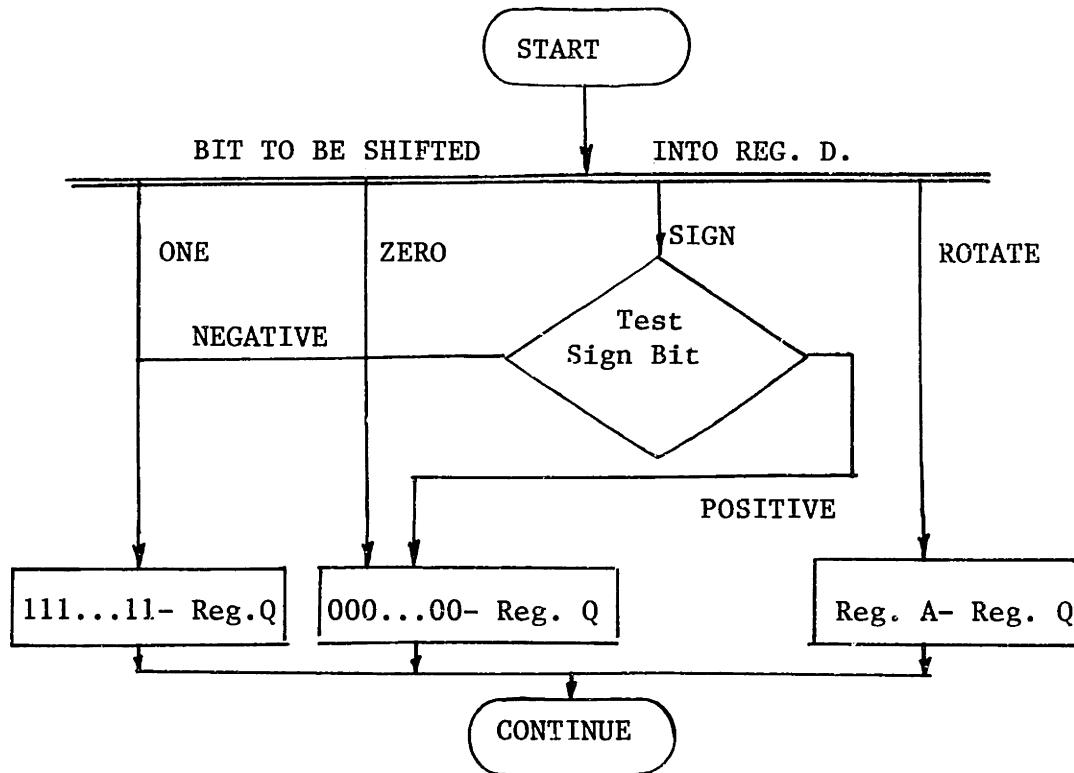 START
BIT TO BE SHIFTED INTO REG. D.
ONE
ZERO
SIGN
ROTATE
Test
Sign Bit
NEGATIVE
POSITIVE
111...11- Reg.Q
000...00- Reg. Q
Reg. A- Reg. Q
CONTINUE